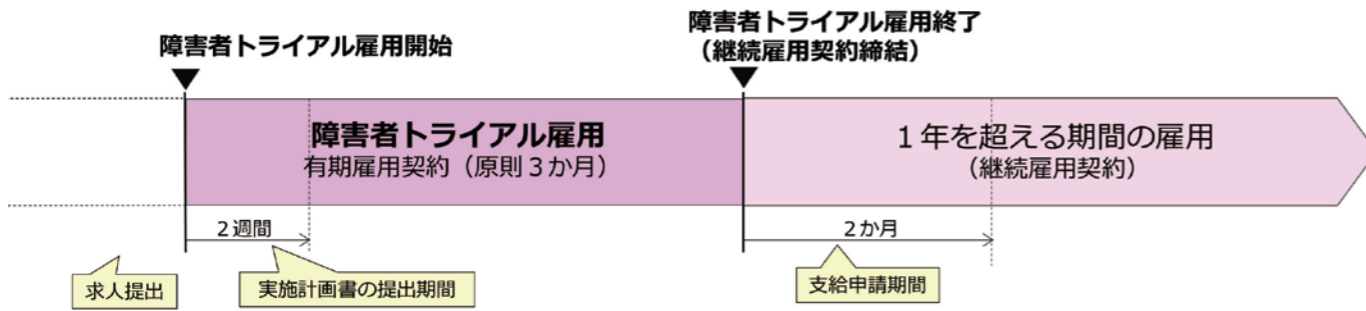 障害者トライアル雇用開始
障害者トライアル雇用終了
（継続雇用契約締結）
障害者トライアル雇用
有期雇用契約（原則３か月）
１年を超える期間の雇用
（継続雇用契約）
２週間
２か月
求人提出
実施計画書の提出期間
支給申請期間